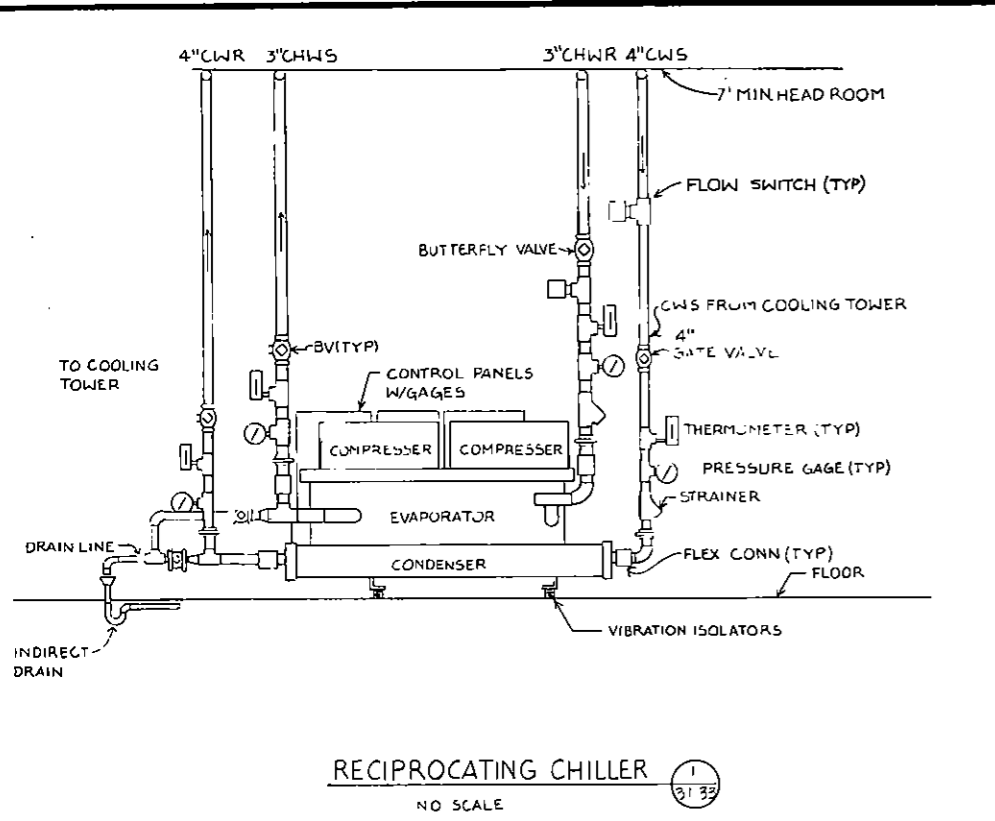 4"CWR 3"CHWS 3"CHWR 4"CWS
7' MIN HEAD ROOM
FLOW SWITCH (TYP)
BUTTERFLY VALVE
CWS FROM COOLING TOWER
4"
GATE VALVE
BV(TYP)
TO COOLING
TOWER
CONTROL PANELS
W/GAGES
COMPRESSER COMPRESSER
THERMOMETER (TYP)
PRESSURE GAGE (TYP)
STRAINER
EVAPORATOR
DRAIN LINE
CONDENSER
FLEX CONN (TYP)
FLOOR
VIBRATION ISOLATORS
INDIRECT
DRAIN
RECIPROCATING CHILLER
1
31 33
NO SCALE